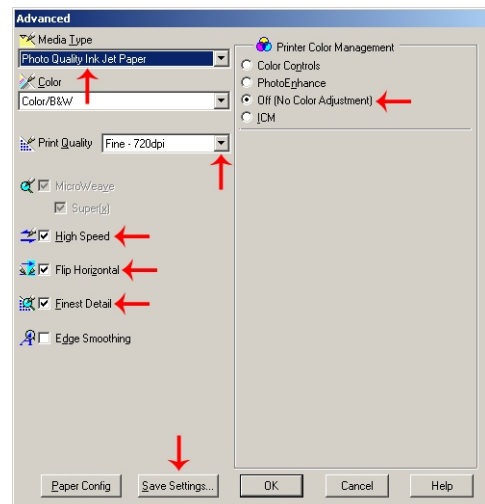 Advanced
Media Type
Photo Quality Ink Jet Paper
Color
Color/B&W
Print Quality Fine - 720dpi
MicroWeave
Super(x)
High Speed
Flip Horizontal
Finest Detail
Edge Smoothing
Printer Color Management
Color Controls
PhotoEnhance
Off (No Color Adjustment)
ICM
Paper Config Save Settings... OK Cancel Help